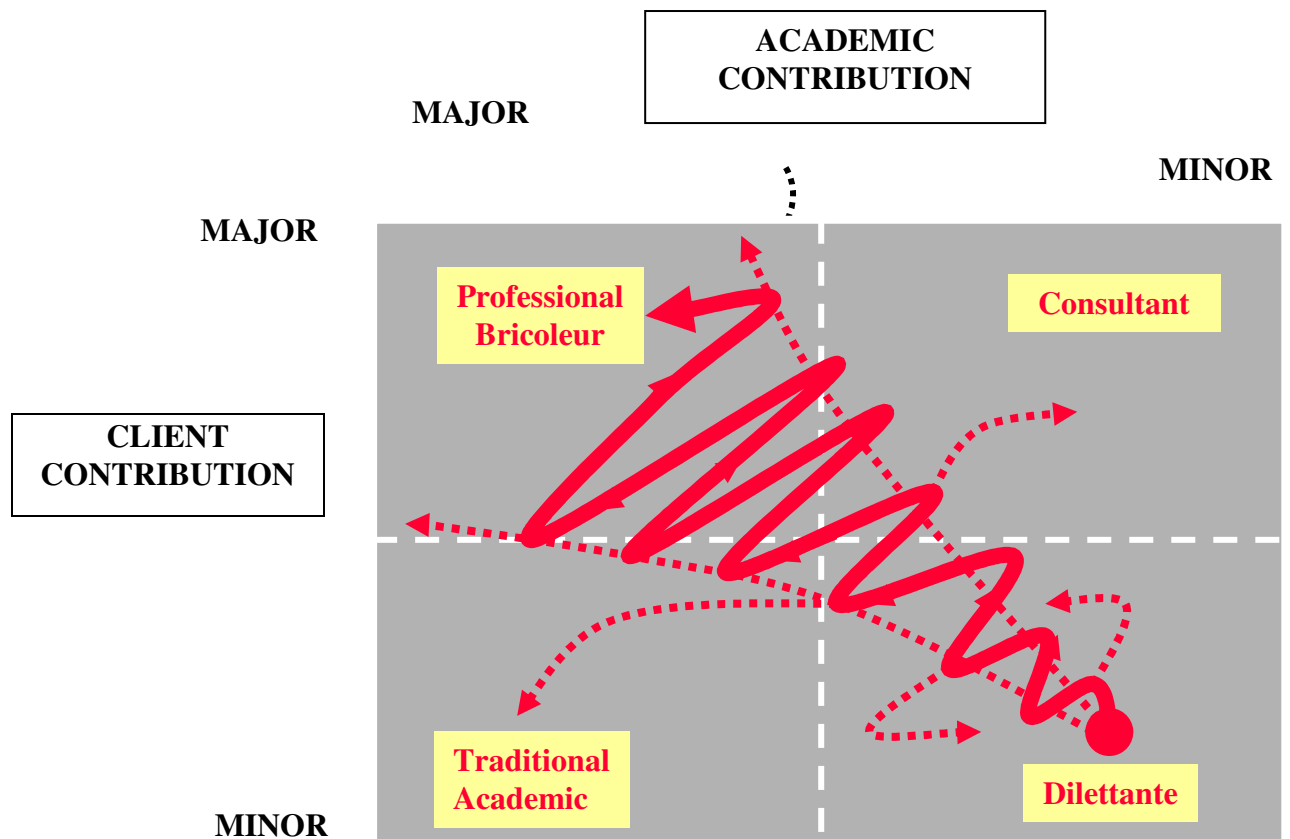 ACADEMIC
CONTRIBUTION
MAJOR
MINOR
MAJOR
Professional
Bricoleur
Consultant
CLIENT
CONTRIBUTION
Traditional
Academic
Dilettante
MINOR